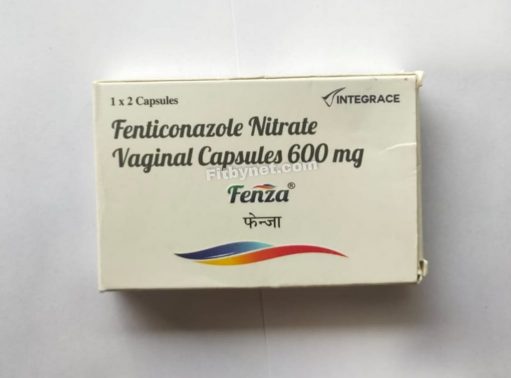 1 x 2 Capsules
INTEGRACE
Fenticonazole Nitrate
Vaginal Capsules 600 mg
Fitbynet.com
Fenza®
फेन्जा